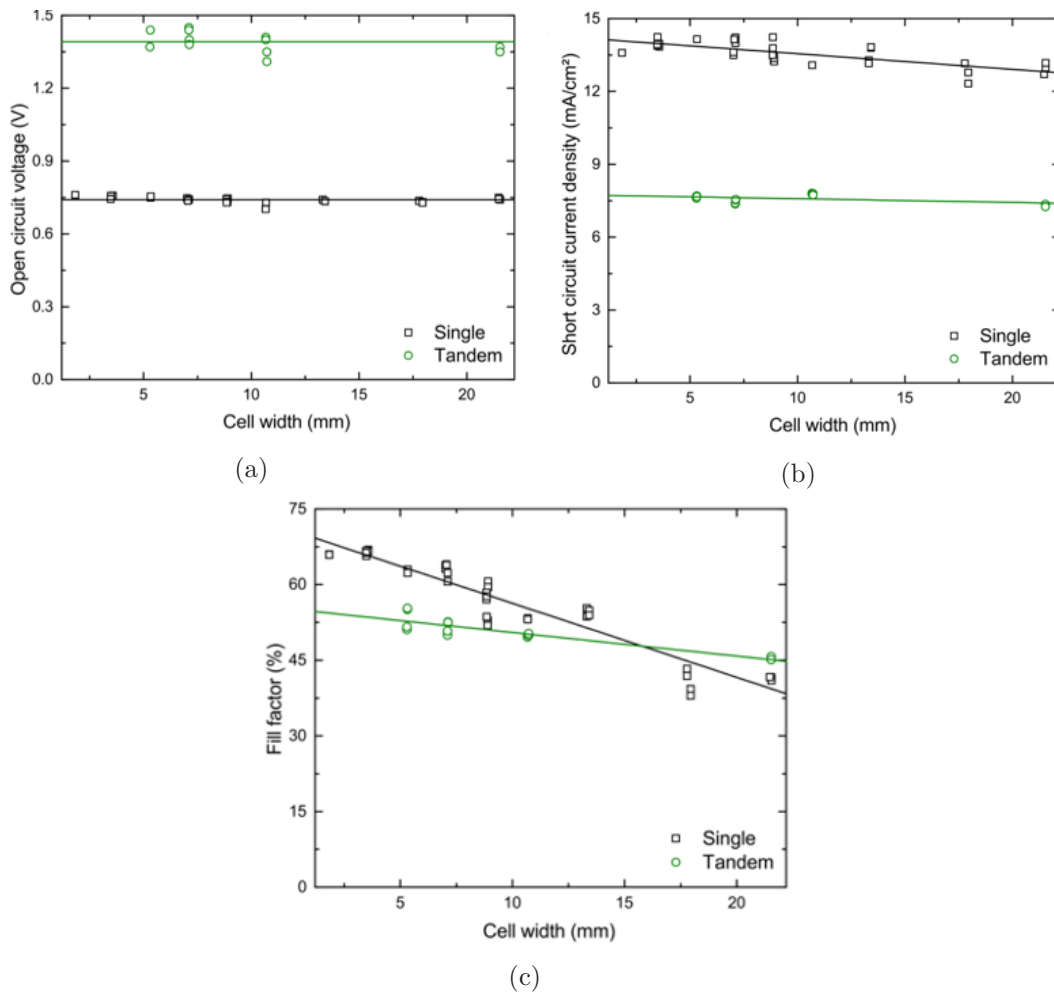 1.5
1.2
0.9
0.6
0.3
0.0
Open circuit voltage (V)
Single
Tandem
5 10 15 20
Cell width (mm)
(a)
15
12
9
6
3
0
Short circuit current density (mA/cm²)
Single
Tandem
5 10 15 20
Cell width (mm)
(b)
75
60
45
30
15
0
Fill factor (%)
Single
Tandem
5 10 15 20
Cell width (mm)
(c)